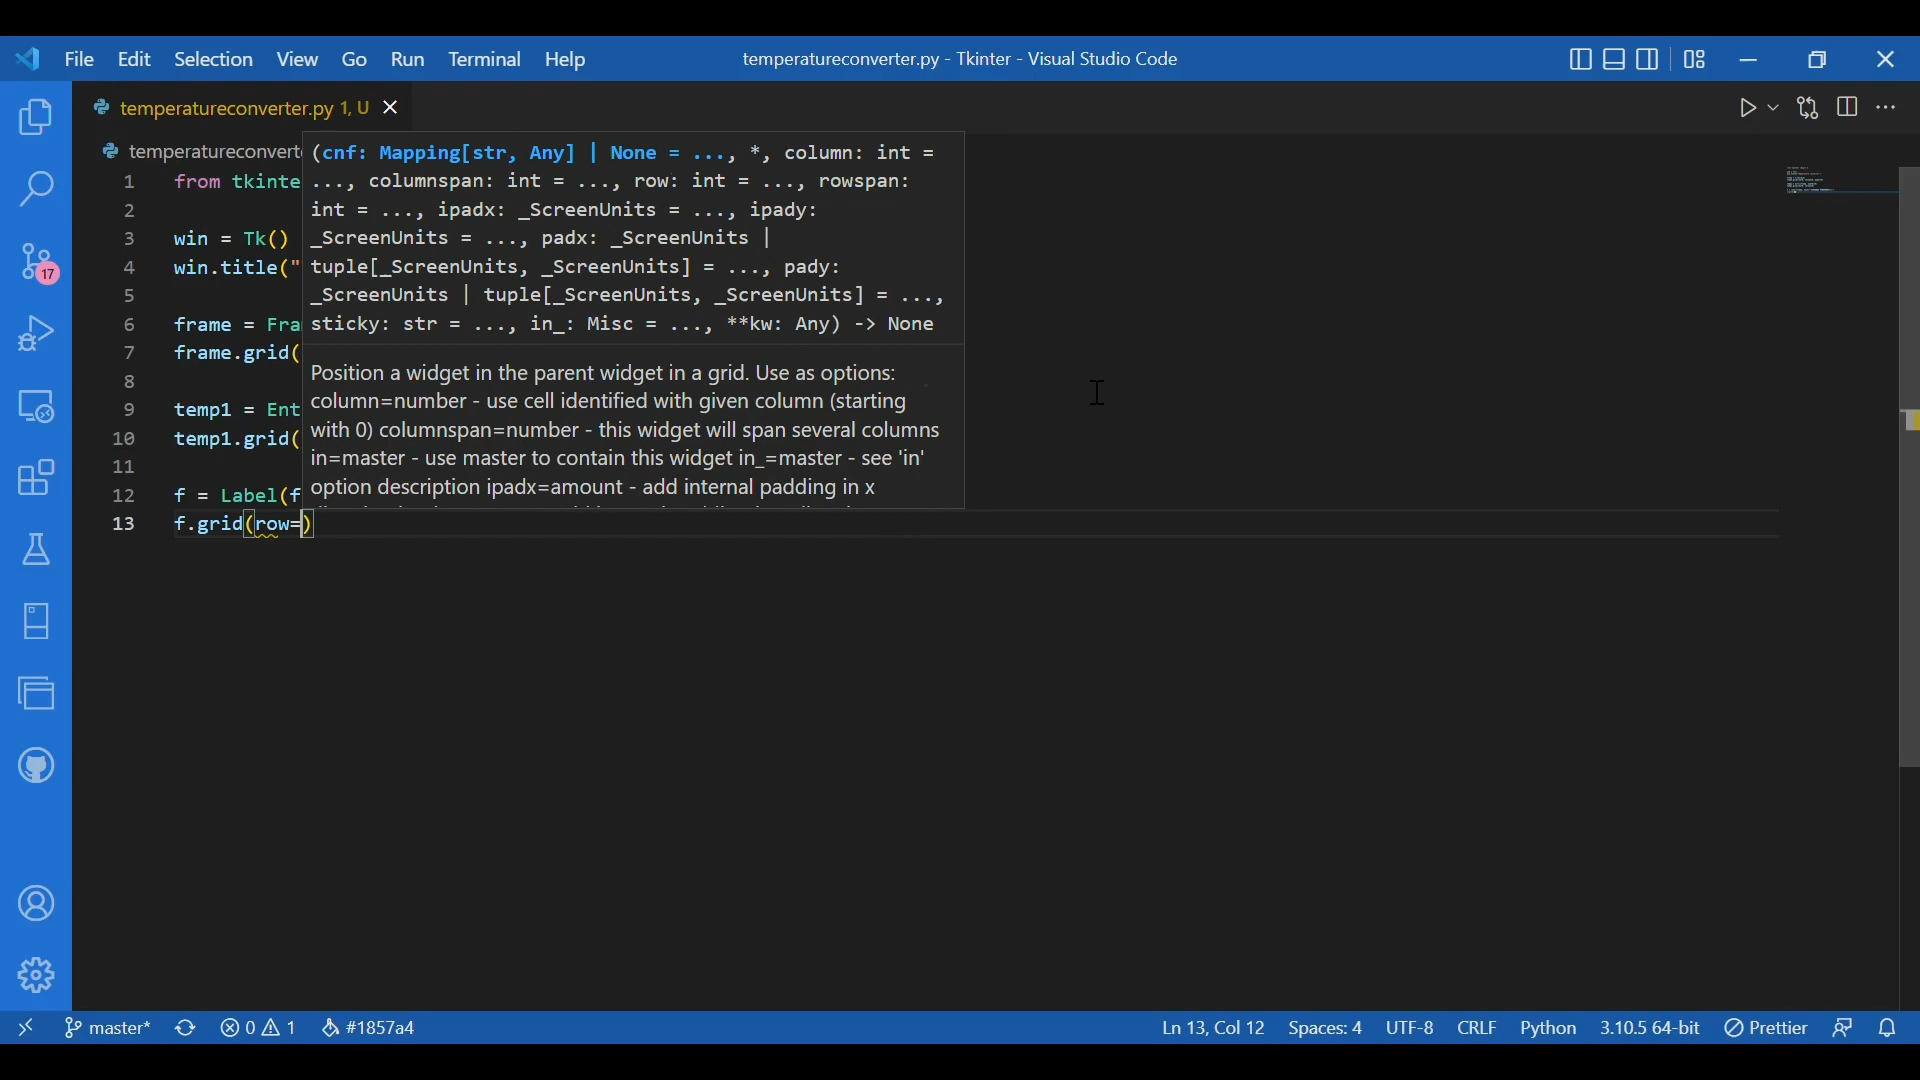 File Edit Selection View Go Run Terminal Help temperatureconverter.py - Tkinter - Visual Studio Code
temperatureconverter.py 1, U
temperatureconvert
(cnf: Mapping[str, Any] | None = ..., *, column: int =
1 from tkinte ..., columnspan: int = ..., row: int = ..., rowspan:
2 int = ..., ipadx: _ScreenUnits = ..., ipady:
3 win = Tk() _ScreenUnits = ..., padx: _ScreenUnits |
4 win.title(" tuple[_ScreenUnits, _ScreenUnits] = ..., pady:
5 _ScreenUnits | tuple[_ScreenUnits, _ScreenUnits] = ...,
6 frame = Fra sticky: str = ..., in_: Misc = ..., **kw: Any) -> None
7 frame.grid(
8 Position a widget in the parent widget in a grid. Use as options:
9 temp1 = Ent column=number - use cell identified with given column (starting
10 temp1.grid( with 0) columnspan=number - this widget will span several columns
11 in=master - use master to contain this widget in_=master - see 'in'
12 f = Label(f option description ipadx=amount - add internal padding in x
13 f.grid(row=)
17
master* 0 1 #1857a4 Ln 13, Col 12 Spaces: 4 UTF-8 CRLF Python 3.10.5 64-bit Prettier